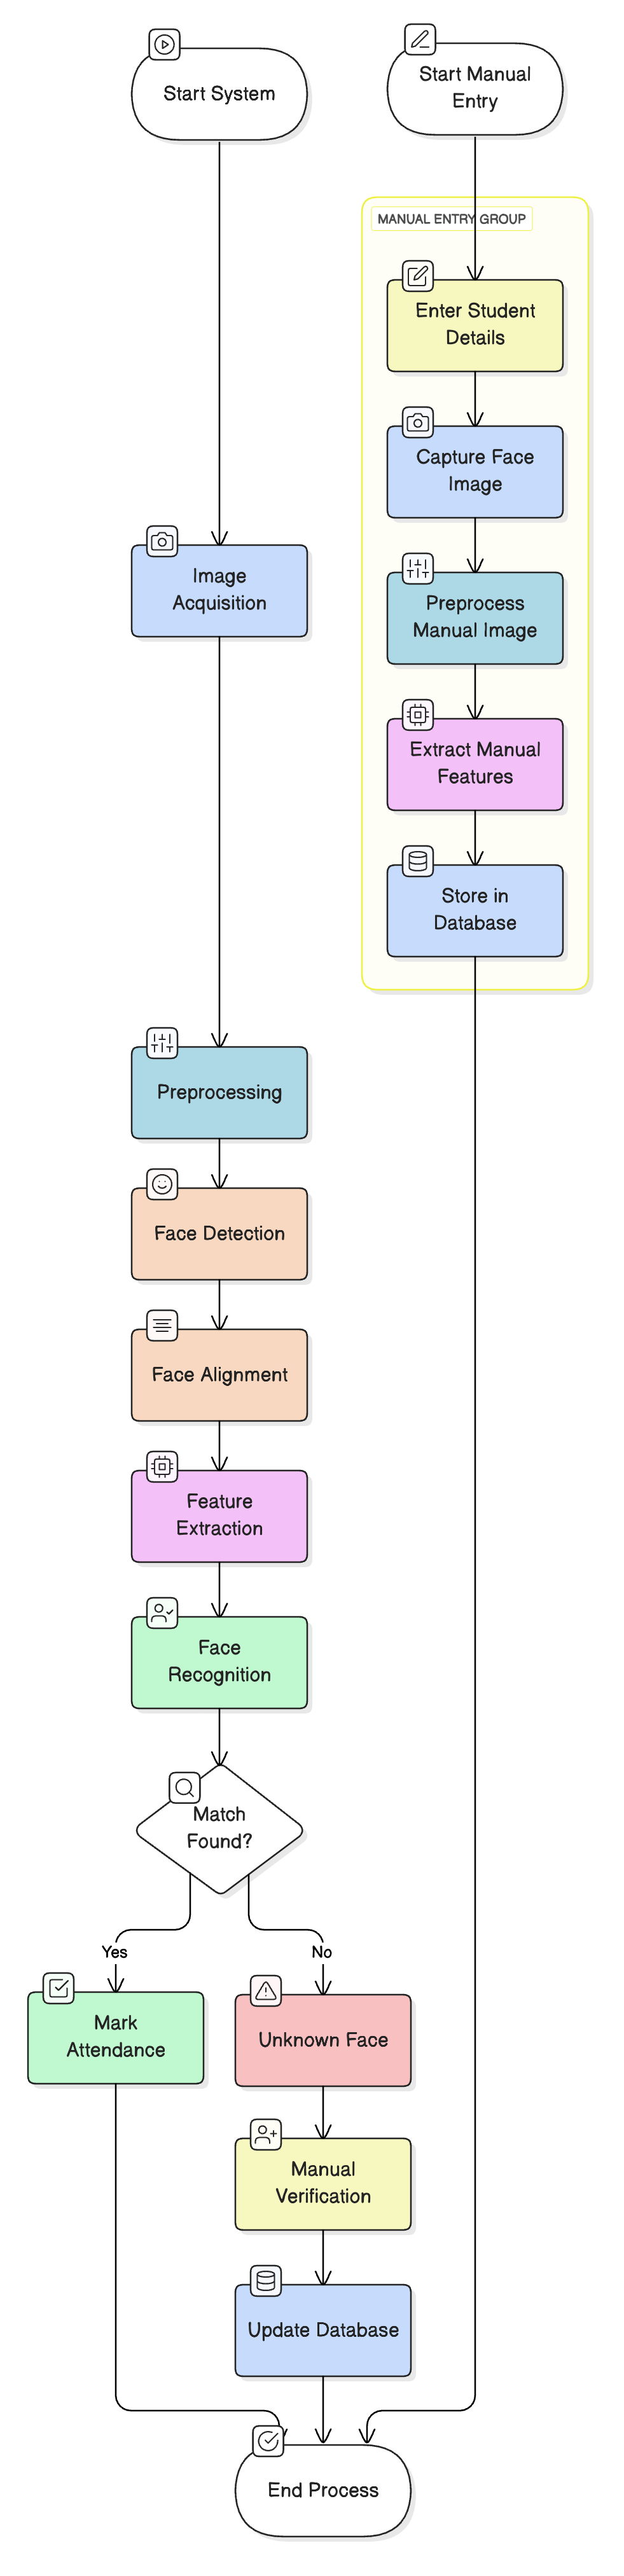 Start System
Start Manual
Entry
MANUAL ENTRY GROUP
Enter Student
Details
Capture Face
Image
Image
Acquisition
Preprocess
Manual Image
Extract Manual
Features
Store in
Database
Preprocessing
Face Detection
Face Alignment
Feature
Extraction
Face
Recognition
Match
Found?
Yes
No
Mark
Attendance
Unknown Face
Manual
Verification
Update Database
End Process